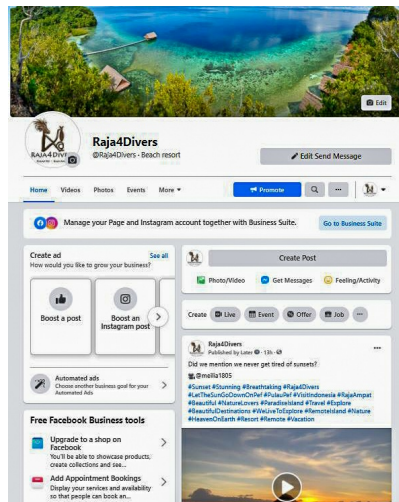 Edit
RAJA4DIVERS
Raja4Divers
@Raja4Divers · Beach resort
Edit Send Message
Home Videos Photos Events More
Promote
Manage your Page and Instagram account together with Business Suite.
Go to Business Suite
Create ad See all
How would you like to grow your business?
Boost a post
Boost an
Instagram post
Automated ads
Choose another business goal for your
Automated Ads
Free Facebook Business tools
Upgrade to a shop on
Facebook
You'll be able to showcase products,
create collections and see...
Add Appointment Bookings
Display your services and availability
so that people can book an...
Create Post
Photo/Video Get Messages Feeling/Activity
Create Live Event Offer Job
Raja4Divers
Published by Later · 13h ·
Did we mention we never get tired of sunsets?
@meillia1805
#Sunset #Stunning #Breathtaking #Raja4Divers
#LetTheSunGoDownOnPef #PulauPef #VisitIndonesia #RajaAmpat
#Beautiful #NatureLovers #ParadiseIsland #Travel #Explore
#BeautifulDestinations #WeLiveToExplore #RemoteIsland #Nature
#HeavenOnEarth #Resort #Remote #Vacation